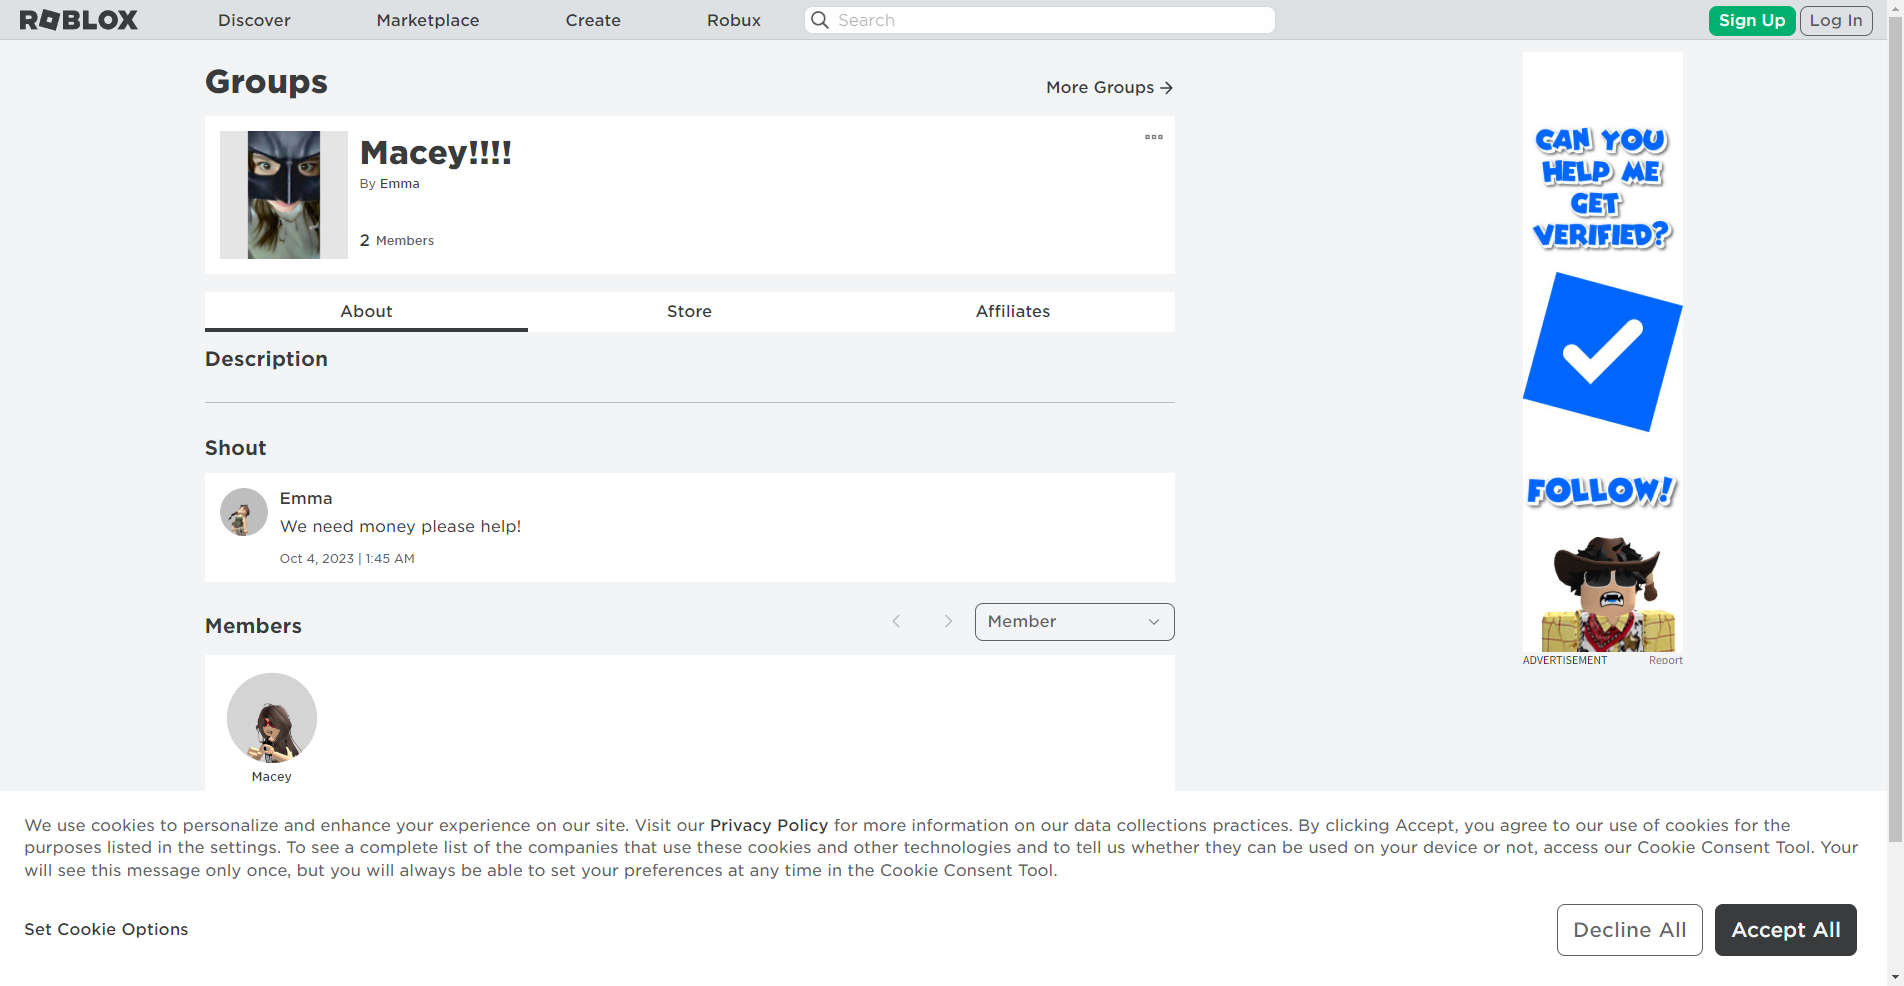 ROBLOX Discover Marketplace Create Robux Search Sign Up Log In
Groups
More Groups
Macey!!!!
By Emma
2 Members
About Store Affiliates
Description
Shout
Emma
We need money please help!
Oct 4, 2023 | 1:45 AM
Members
Member
Macey
CAN YOU
HELP ME
GET
VERIFIED?
FOLLOW!
ADVERTISEMENT Report
We use cookies to personalize and enhance your experience on our site. Visit our Privacy Policy for more information on our data collections practices. By clicking Accept, you agree to our use of cookies for the
purposes listed in the settings. To see a complete list of the companies that use these cookies and other technologies and to tell us whether they can be used on your device or not, access our Cookie Consent Tool. Your
will see this message only once, but you will always be able to set your preferences at any time in the Cookie Consent Tool.
Set Cookie Options
Decline All Accept All